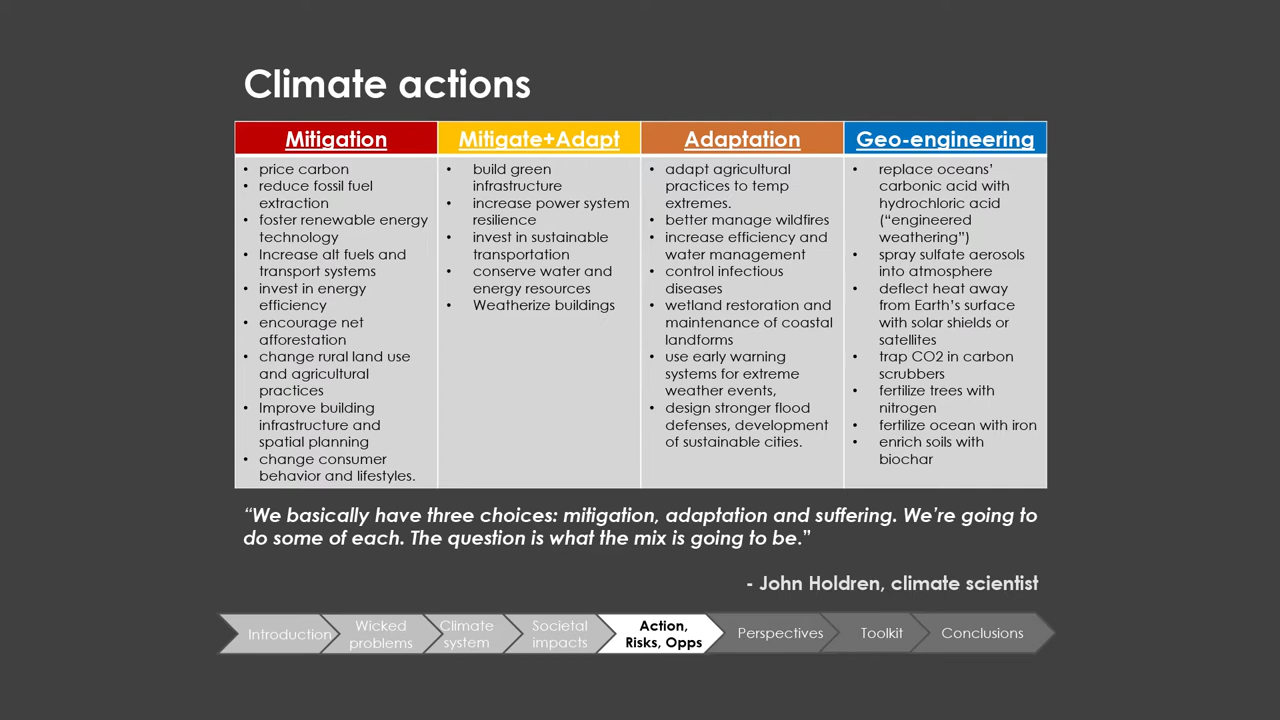 Climate actions
Mitigation
• price carbon
• reduce fossil fuel
extraction
• foster renewable energy
technology
• Increase alt fuels and
transport systems
• invest in energy
efficiency
• encourage net
afforestation
• change rural land use
and agricultural
practices
• Improve building
infrastructure and
spatial planning
• change consumer
behavior and lifestyles.
Mitigate+Adapt
• build green
infrastructure
• increase power system
resilience
• invest in sustainable
transportation
• conserve water and
energy resources
• Weatherize buildings
Adaptation
• adapt agricultural
practices to temp
extremes.
• better manage wildfires
• increase efficiency and
water management
• control infectious
diseases
• wetland restoration and
maintenance of coastal
landforms
• use early warning
systems for extreme
weather events,
• design stronger flood
defenses, development
of sustainable cities.
Geo-engineering
• replace oceans’
carbonic acid with
hydrochloric acid
(“engineered
weathering”)
• spray sulfate aerosols
into atmosphere
• deflect heat away
from Earth’s surface
with solar shields or
satellites
• trap CO2 in carbon
scrubbers
• fertilize trees with
nitrogen
• fertilize ocean with iron
• enrich soils with
biochar
“We basically have three choices: mitigation, adaptation and suffering. We’re going to
do some of each. The question is what the mix is going to be.”
- John Holdren, climate scientist
Introduction
Wicked
problems
Climate
system
Societal
impacts
Action,
Risks, Opps
Perspectives
Toolkit
Conclusions